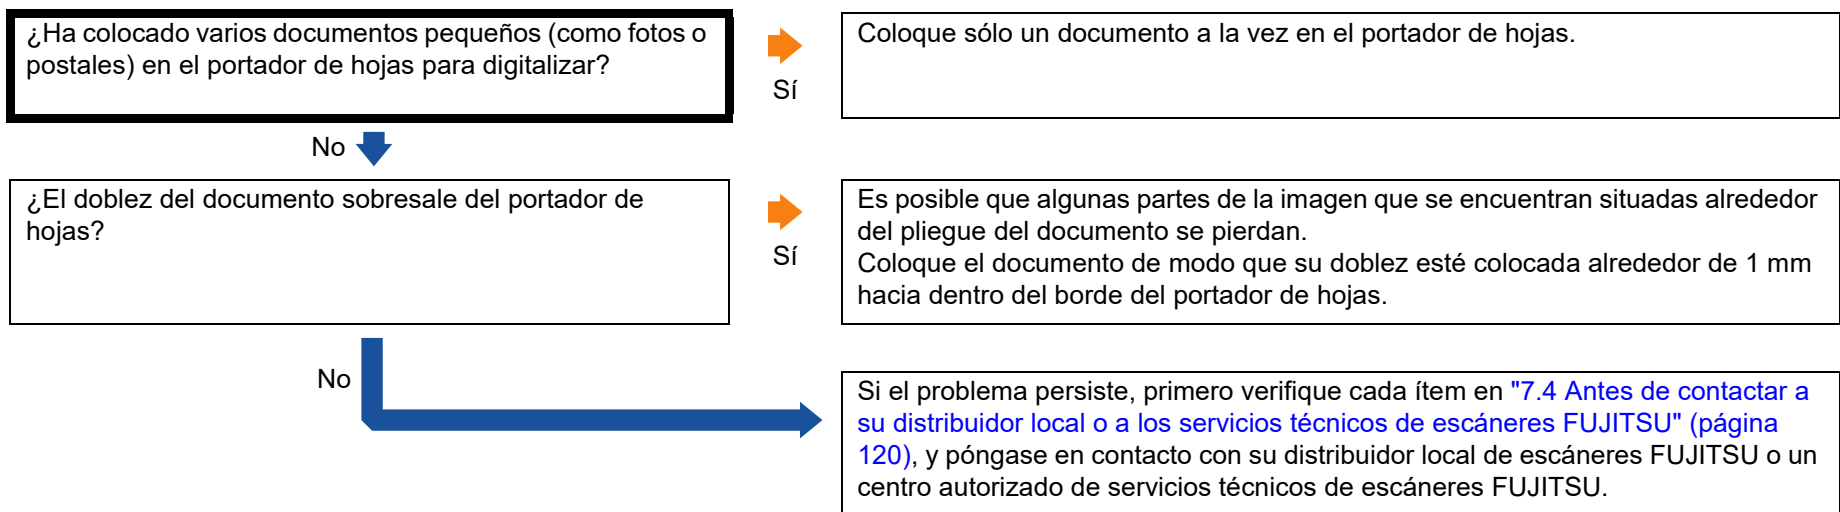 ¿Ha colocado varios documentos pequeños (como fotos o
postales) en el portador de hojas para digitalizar?
Sí
Coloque sólo un documento a la vez en el portador de hojas.
No
¿El doblez del documento sobresale del portador de
hojas?
Sí
Es posible que algunas partes de la imagen que se encuentran situadas alrededor
del pliegue del documento se pierdan.
Coloque el documento de modo que su doblez esté colocada alrededor de 1 mm
hacia dentro del borde del portador de hojas.
No
Si el problema persiste, primero verifique cada ítem en "7.4 Antes de contactar a
su distribuidor local o a los servicios técnicos de escáneres FUJITSU" (página
120), y póngase en contacto con su distribuidor local de escáneres FUJITSU o un
centro autorizado de servicios técnicos de escáneres FUJITSU.